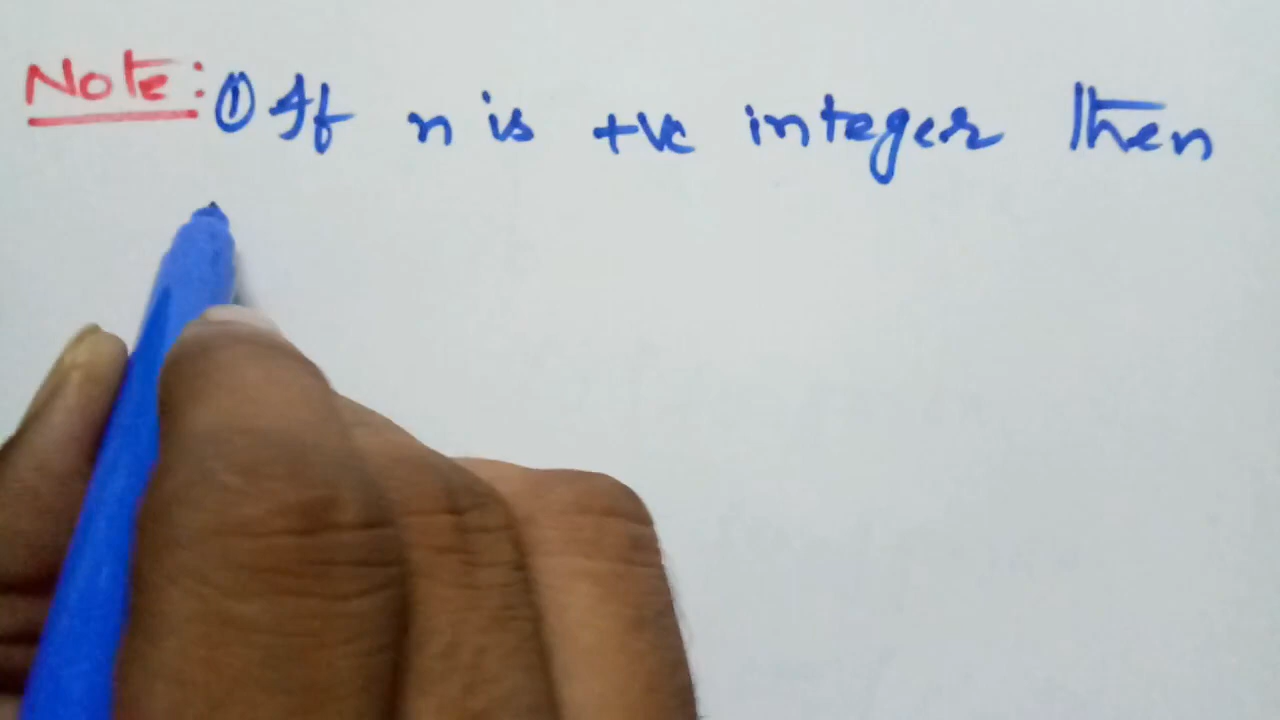 Note: ① If n is +ve integer then